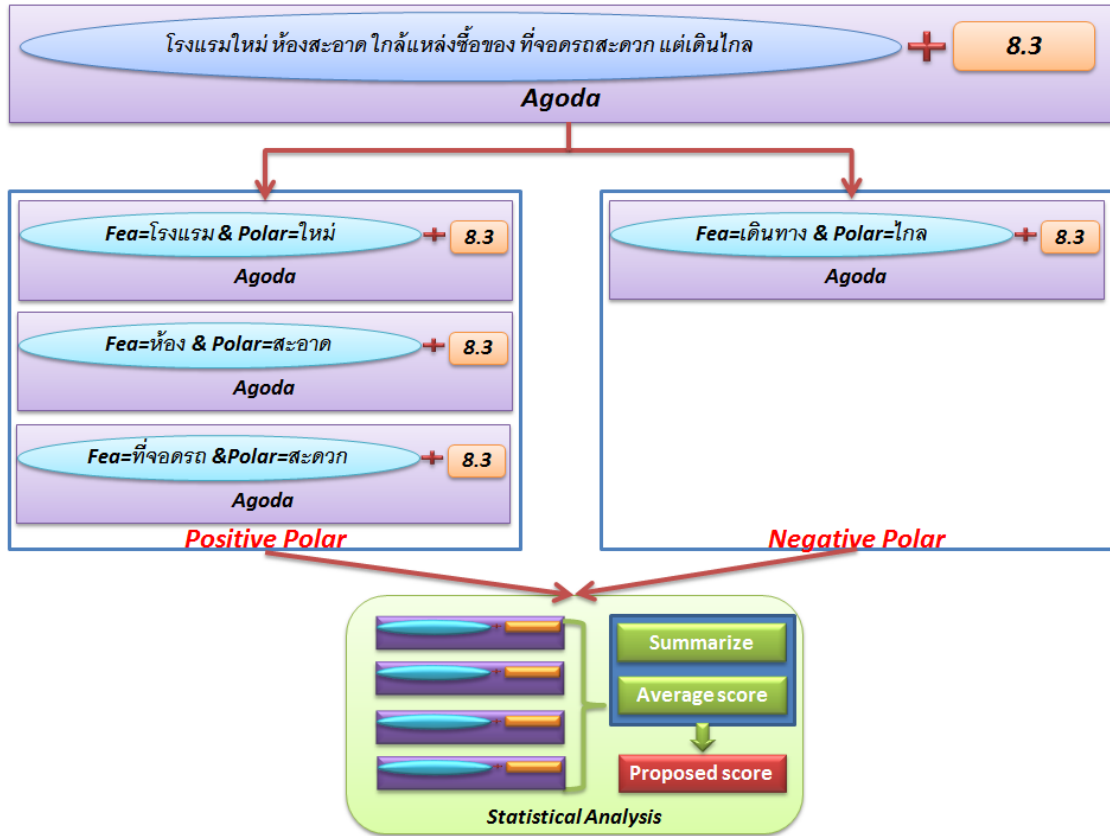 โรงแรมใหม่ ห้องสะอาด ใกล้แหล่งซื้อของ ที่จอดรถสะดวก แต่เดินไกล
8.3
Agoda
Fea=โรงแรม & Polar=ใหม่
8.3
Agoda
Fea=ห้อง & Polar=สะอาด
8.3
Agoda
Fea=ที่จอดรถ &Polar=สะดวก
8.3
Agoda
Positive Polar
Fea=เดินทาง & Polar=ไกล
8.3
Agoda
Negative Polar
Summarize
Average score
Proposed score
Statistical Analysis